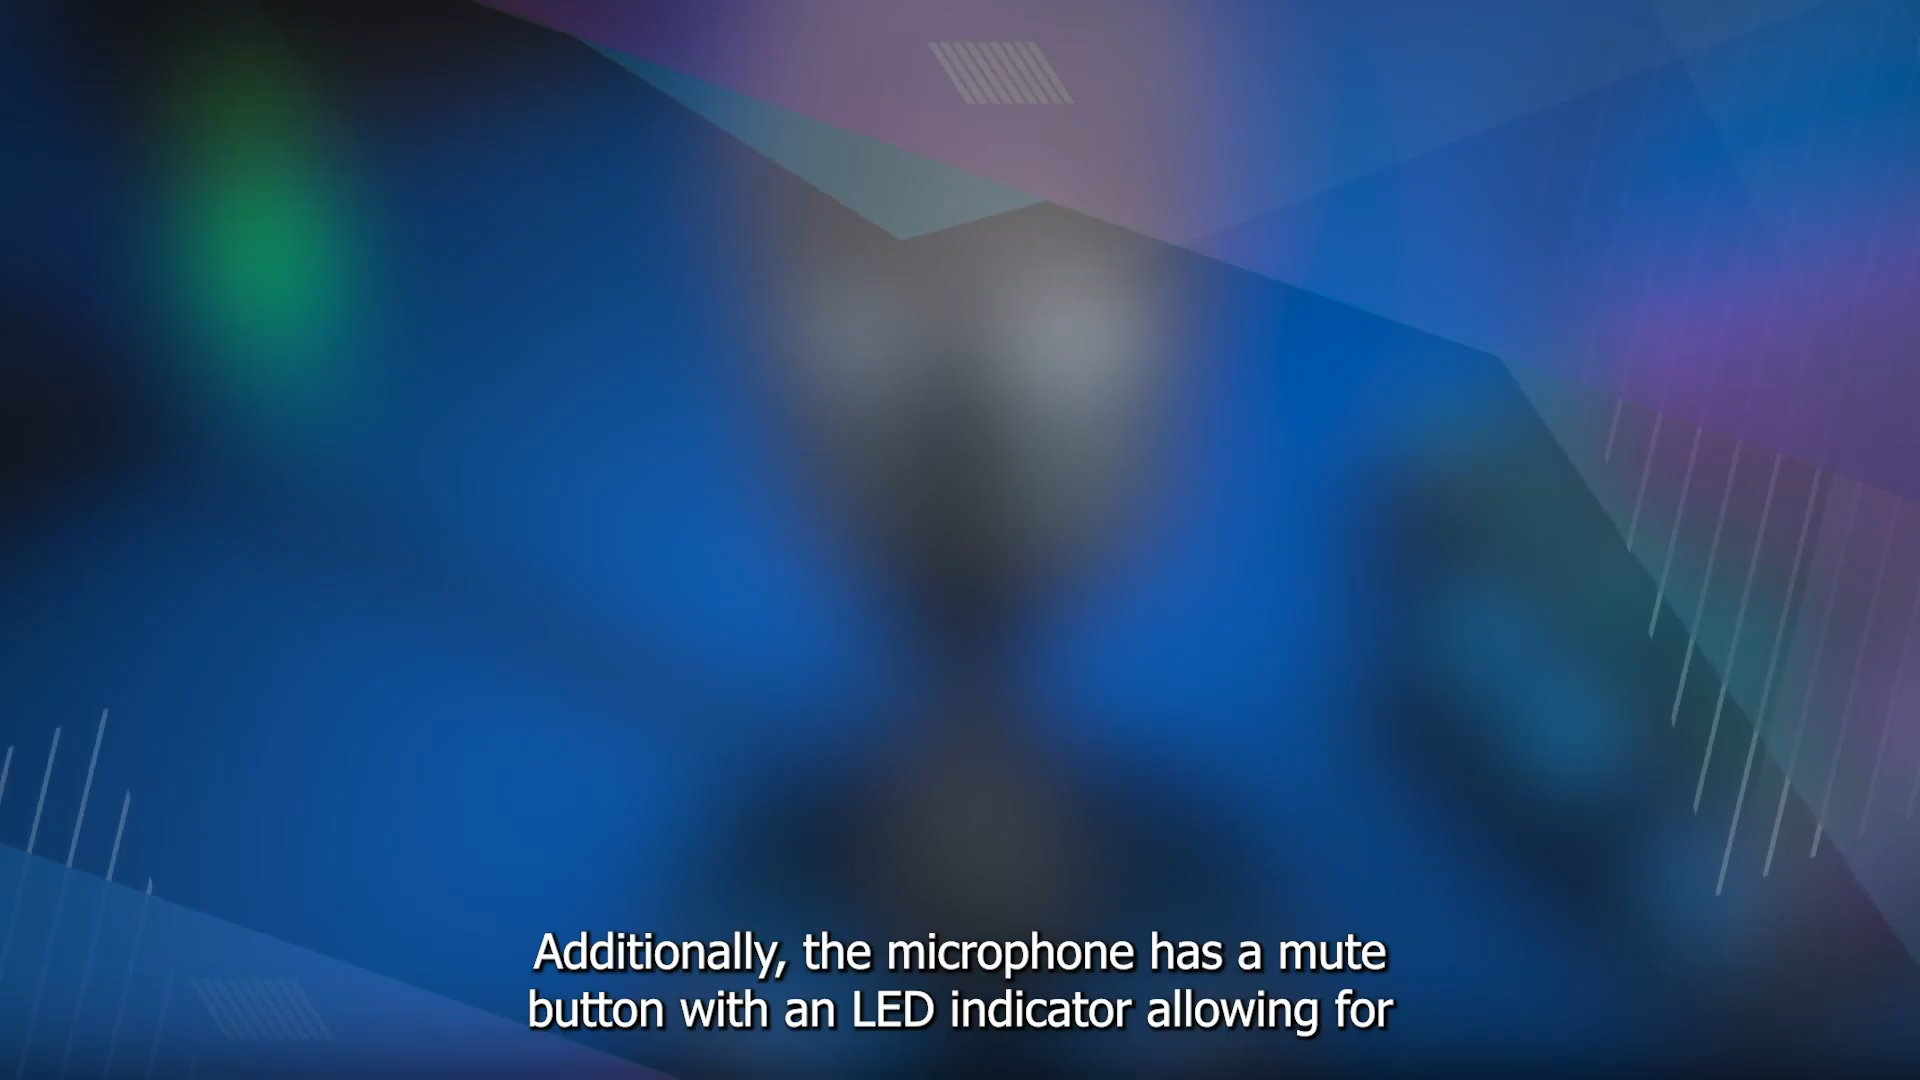 Additionally, the microphone has a mute
button with an LED indicator allowing for